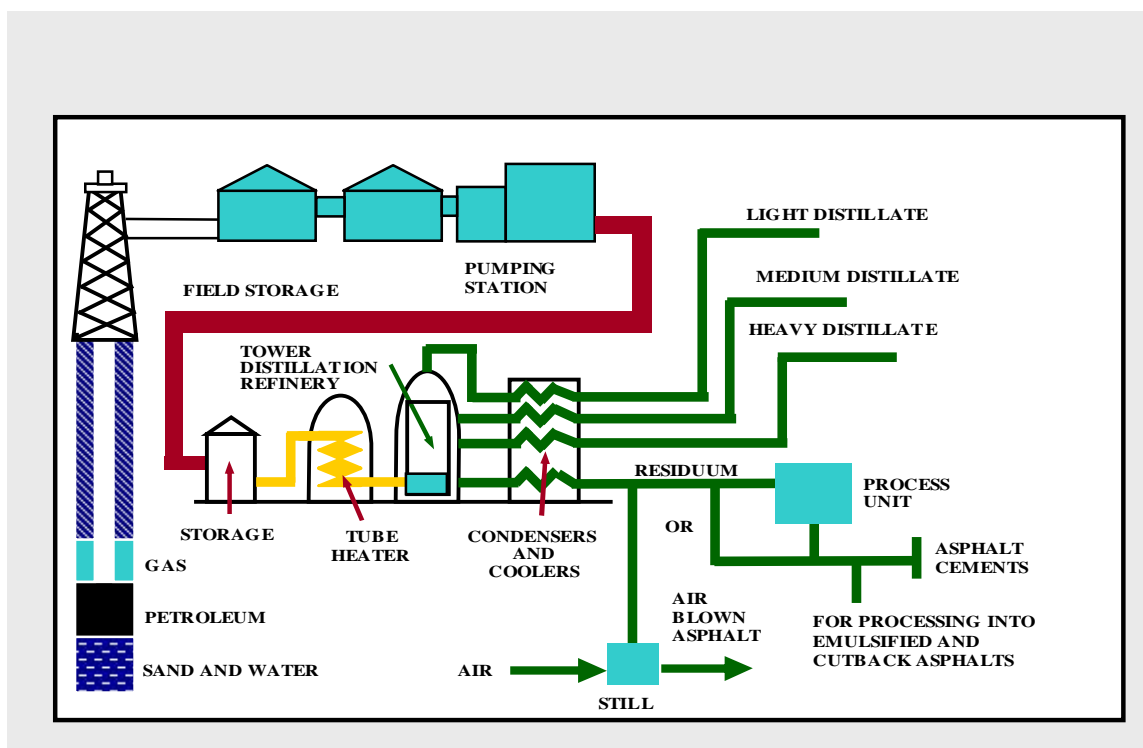 LIGHT DISTILLATE
PUMPING
STATION
MEDIUM DISTILLATE
FIELD STORAGE
HEAVY DISTILLATE
TOWER
DISTILLATION
REFINERY
RESIDUUM
PROCESS
UNIT
STORAGE
TUBE
HEATER
CONDENSERS
AND
COOLERS
OR
ASPHALT
CEMENTS
GAS
PETROLEUM
SAND AND WATER
AIR
BLOWN
ASPHALT
FOR PROCESSING INTO
EMULSIFIED AND
CUTBACK ASPHALTS
AIR
STILL